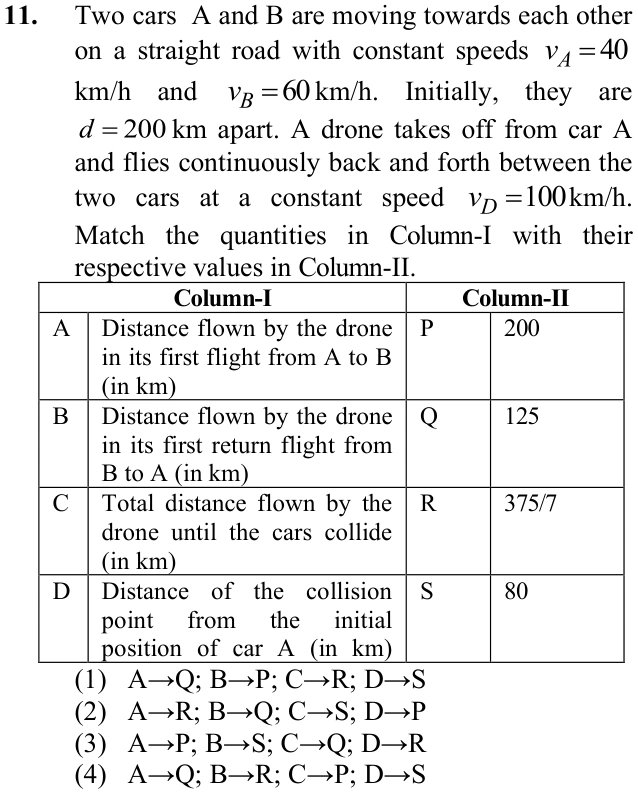 11. Two cars A and B are moving towards each other
on a straight road with constant speeds v_A = 40
km/h and v_B = 60 km/h. Initially, they are
d = 200 km apart. A drone takes off from car A
and flies continuously back and forth between the
two cars at a constant speed v_D = 100km/h.
Match the quantities in Column-I with their
respective values in Column-II.
Column-I Column-II
A Distance flown by the drone P 200
in its first flight from A to B
(in km)
B Distance flown by the drone Q 125
in its first return flight from
B to A (in km)
C Total distance flown by the R 375/7
drone until the cars collide
(in km)
D Distance of the collision S 80
point from the initial
position of car A (in km)
(1) A→Q; B→P; C→R; D→S
(2) A→R; B→Q; C→S; D→P
(3) A→P; B→S; C→Q; D→R
(4) A→Q; B→R; C→P; D→S